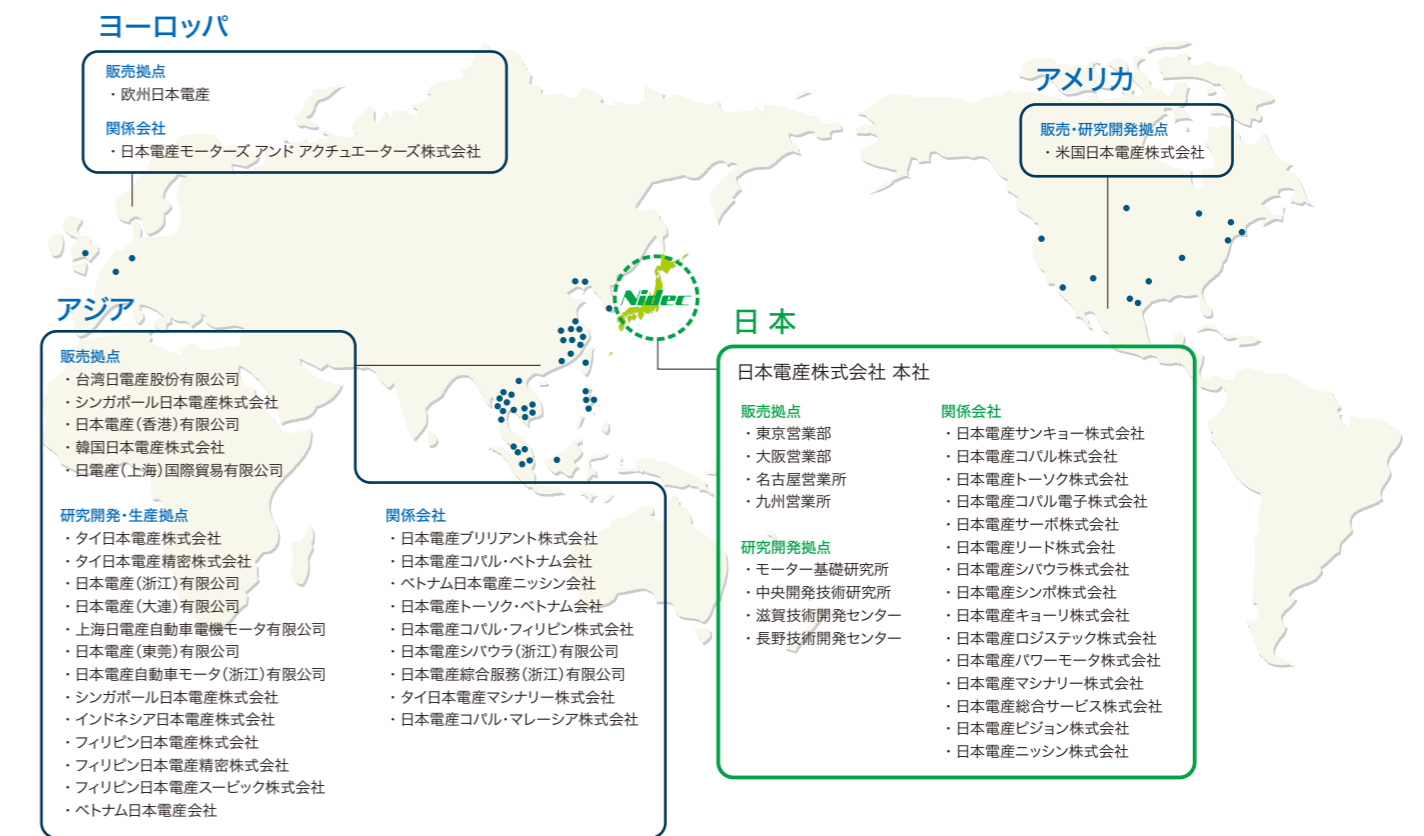 ヨーロッパ
販売拠点
・欧州日本電産
関係会社
・日本電産モーターズ アンド アクチュエーターズ株式会社
アメリカ
販売・研究開発拠点
・米国日本電産株式会社
アジア
販売拠点
・台湾日電産股份有限公司
・シンガポール日本電産株式会社
・日本電産(香港)有限公司
・韓国日本電産株式会社
・日電産(上海)国際貿易有限公司
研究開発・生産拠点
・タイ日本電産株式会社
・タイ日本電産精密株式会社
・日本電産(浙江)有限公司
・日本電産(大連)有限公司
・上海日電産自動車電機モータ有限公司
・日本電産(東莞)有限公司
・日本電産自動車モータ(浙江)有限公司
・シンガポール日本電産株式会社
・インドネシア日本電産株式会社
・フィリピン日本電産株式会社
・フィリピン日本電産精密株式会社
・フィリピン日本電産スービック株式会社
・ベトナム日本電産会社
関係会社
・日本電産ブリリアント株式会社
・日本電産コパル・ベトナム会社
・ベトナム日本電産ニッシン会社
・日本電産トーソク・ベトナム会社
・日本電産コパル・フィリピン株式会社
・日本電産シバウラ(浙江)有限公司
・日本電産綜合服務(浙江)有限公司
・タイ日本電産マシナリー株式会社
・日本電産コパル・マレーシア株式会社
Nidec
日 本
日本電産株式会社 本社
販売拠点
・東京営業部
・大阪営業部
・名古屋営業所
・九州営業所
研究開発拠点
・モーター基礎研究所
・中央開発技術研究所
・滋賀技術開発センター
・長野技術開発センター
関係会社
・日本電産サンキョー株式会社
・日本電産コパル株式会社
・日本電産トーソク株式会社
・日本電産コパル電子株式会社
・日本電産サーボ株式会社
・日本電産リード株式会社
・日本電産シバウラ株式会社
・日本電産シンポ株式会社
・日本電産キョーリ株式会社
・日本電産ロジステック株式会社
・日本電産パワーモータ株式会社
・日本電産マシナリー株式会社
・日本電産総合サービス株式会社
・日本電産ピジョン株式会社
・日本電産ニッシン株式会社